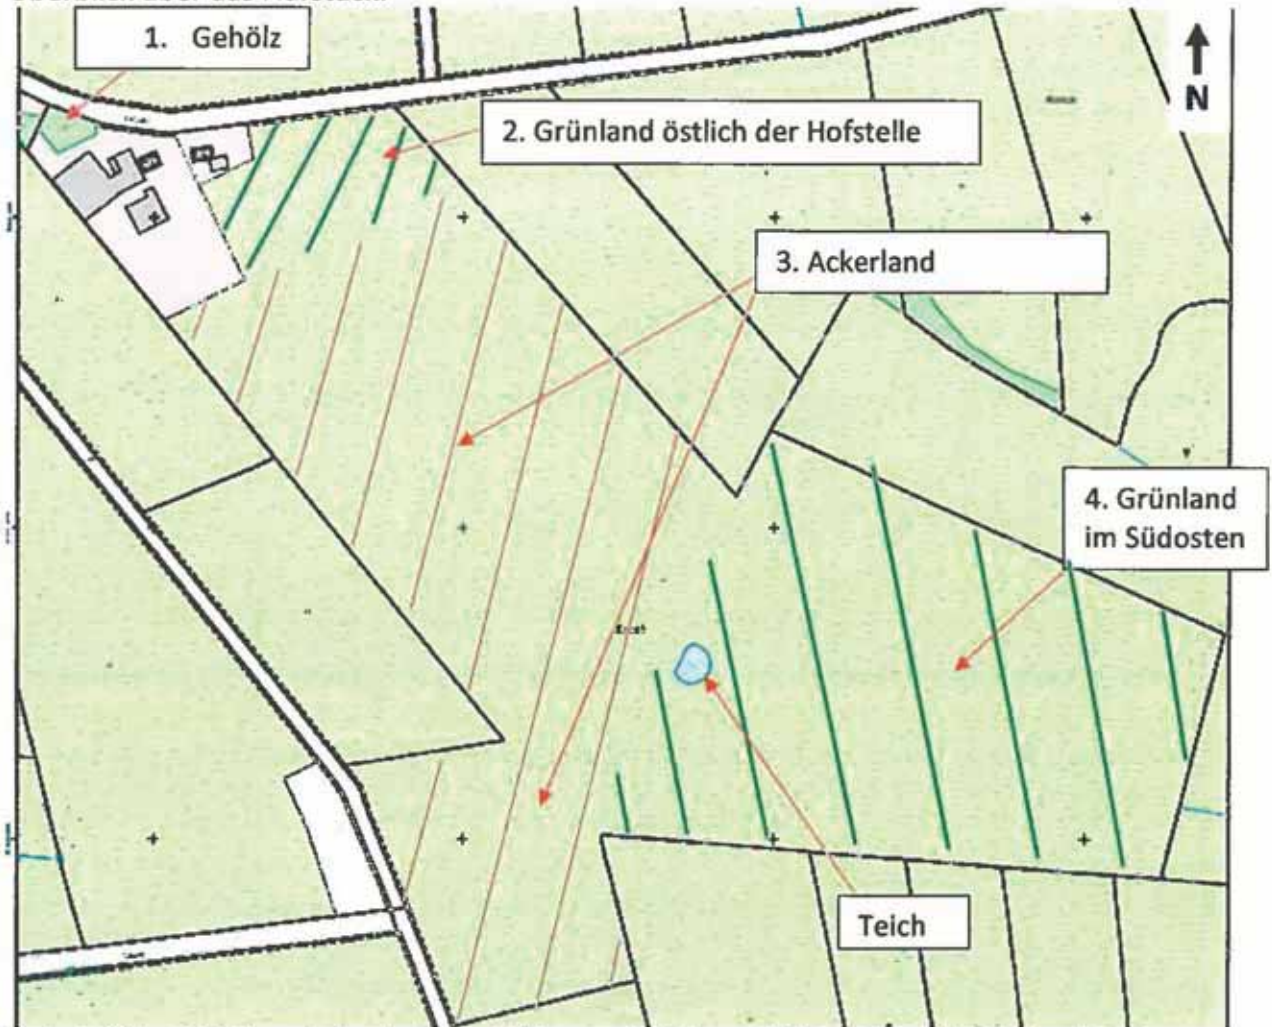 1. Gehölz
N
2. Grünland östlich der Hofstelle
3. Ackerland
4. Grünland
im Südosten
Teich